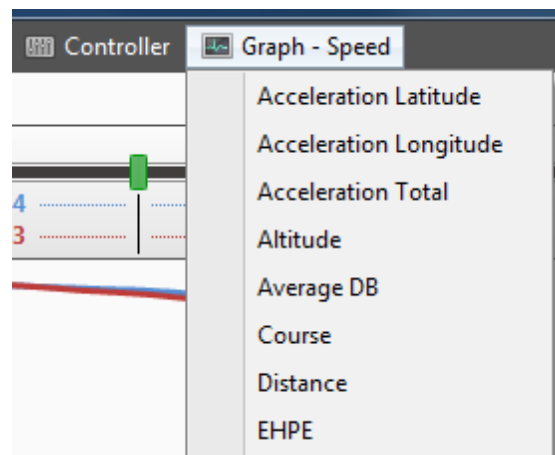 Controller
Graph - Speed
Acceleration Latitude
Acceleration Longitude
Acceleration Total
4
3
Altitude
Average DB
Course
Distance
EHPE